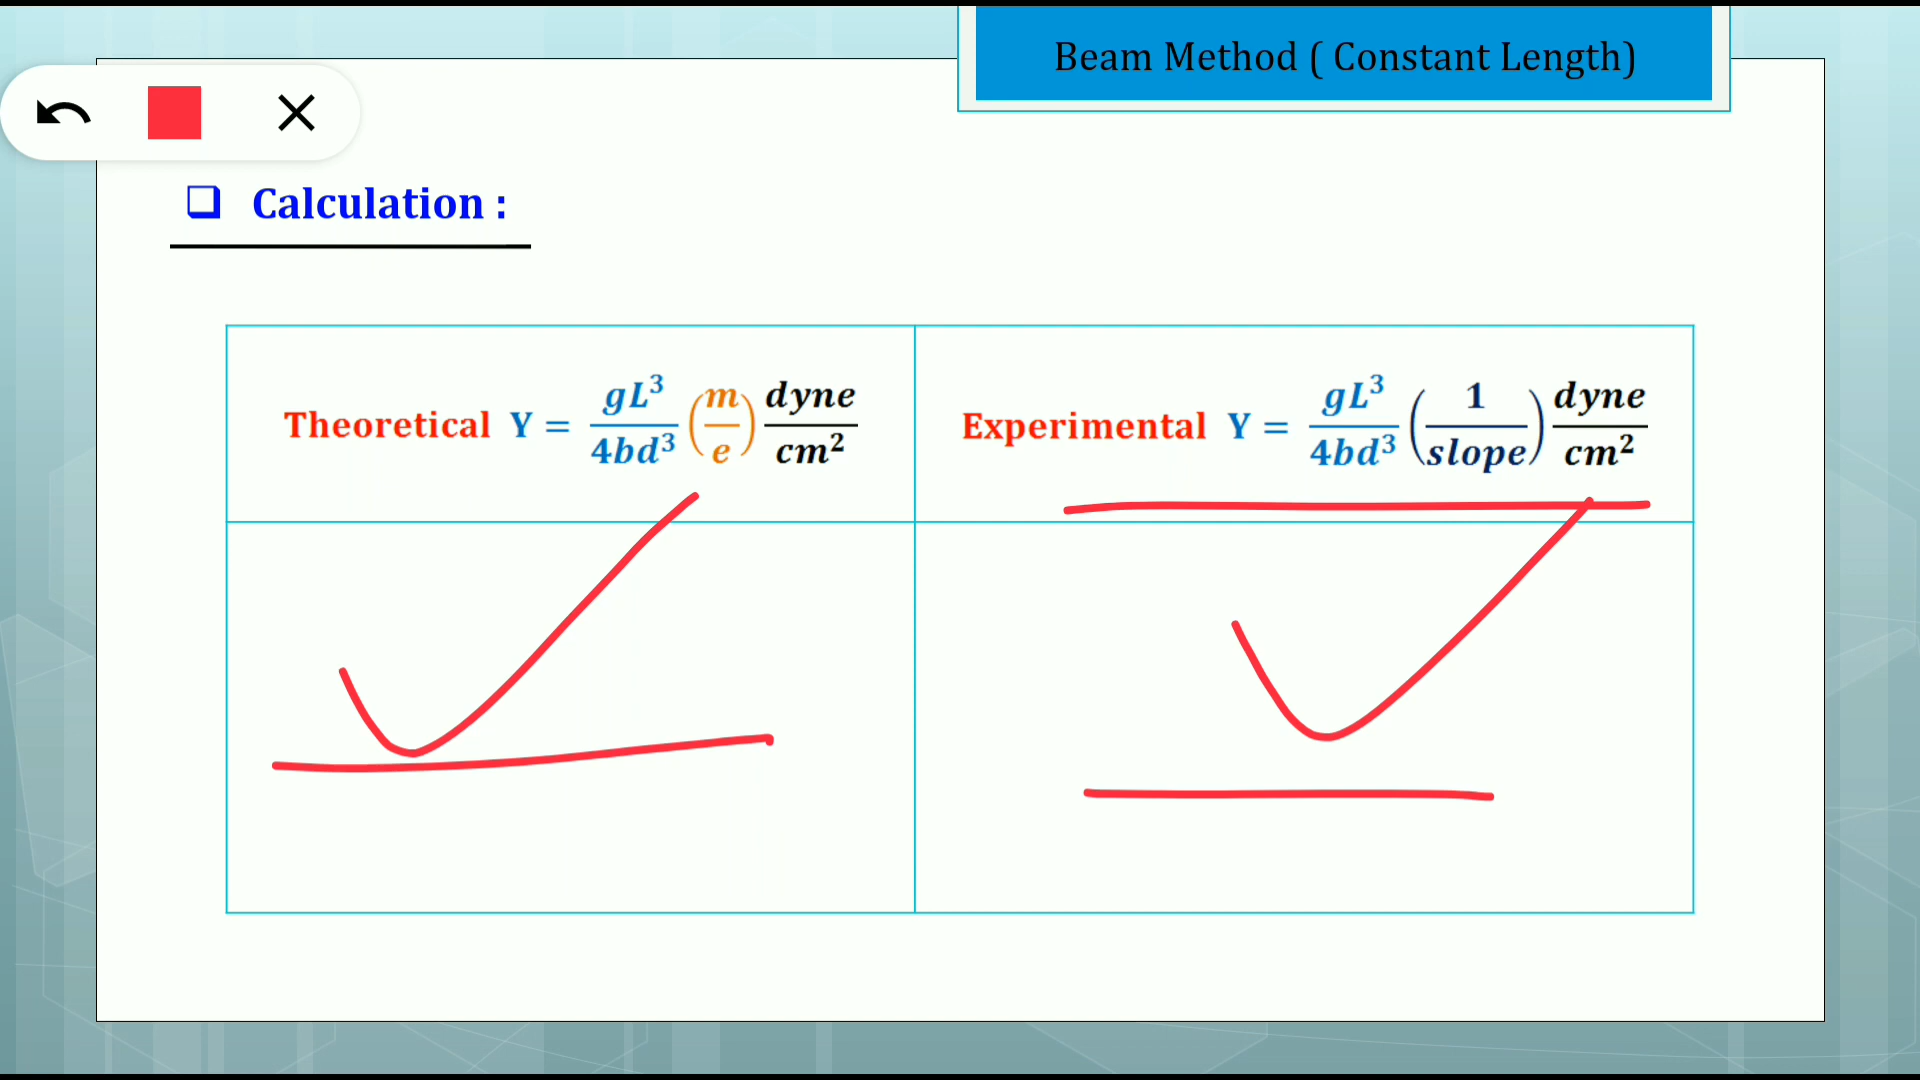 Beam Method ( Constant Length)
❑ Calculation :
Theoretical Y = gL³/4bd³ (m/e) dyne/cm²
Experimental Y = gL³/4bd³ (1/slope) dyne/cm²